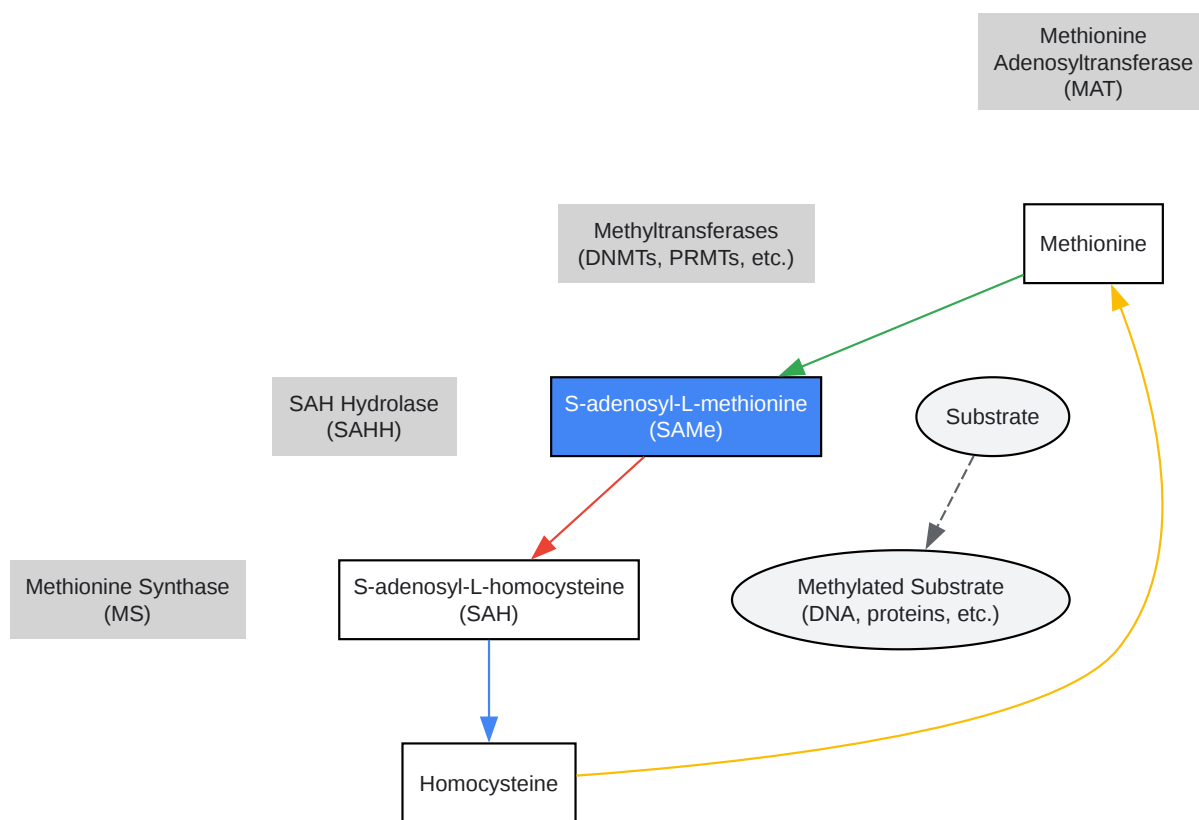 Methionine
Adenosyltransferase
(MAT)
Methyltransferases
(DNMTs, PRMTs, etc.)
Methionine
SAH Hydrolase
(SAHH)
S-adenosyl-L-methionine
(SAMe)
Substrate
Methionine Synthase
(MS)
S-adenosyl-L-homocysteine
(SAH)
Methylated Substrate
(DNA, proteins, etc.)
Homocysteine